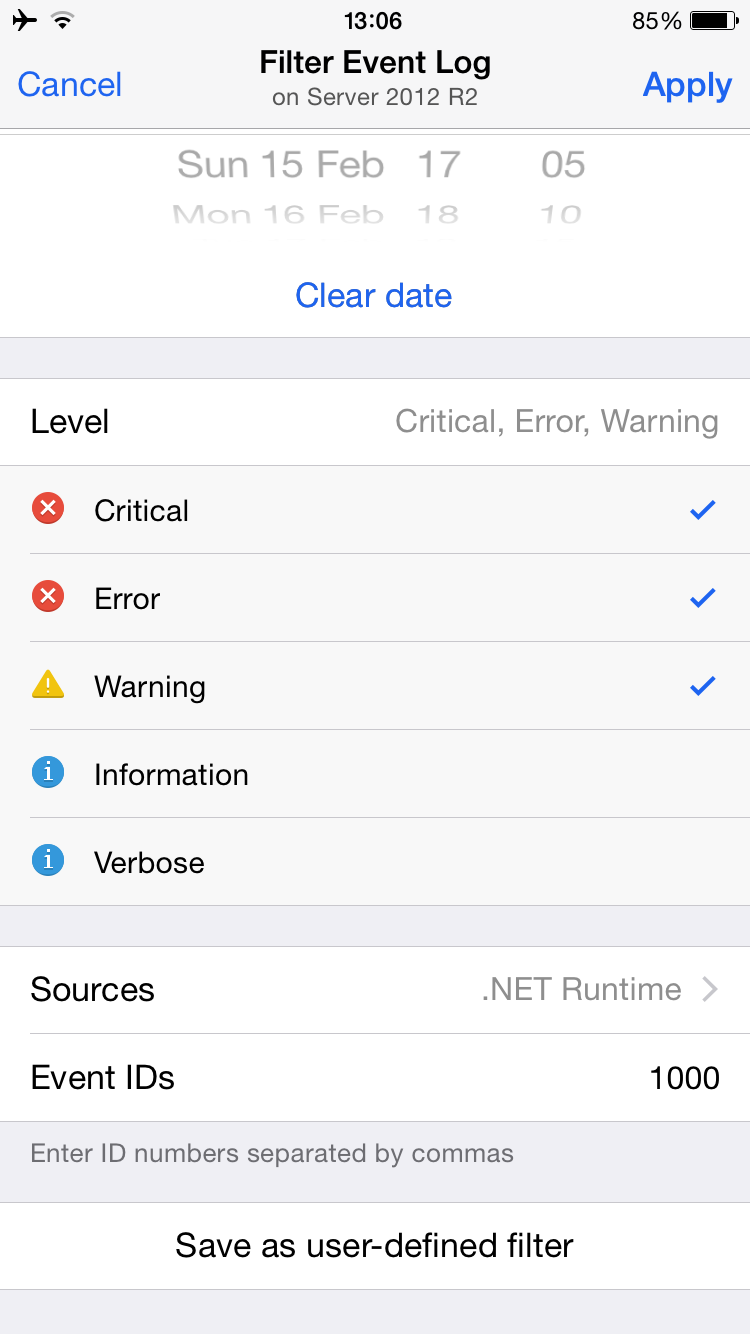 13:06 85%
Cancel Filter Event Log Apply
on Server 2012 R2
Sun 15 Feb 17 05
Mon 16 Feb 18 10
Clear date
Level Critical, Error, Warning
Critical
Error
Warning
Information
Verbose
Sources .NET Runtime
Event IDs 1000
Enter ID numbers separated by commas
Save as user-defined filter